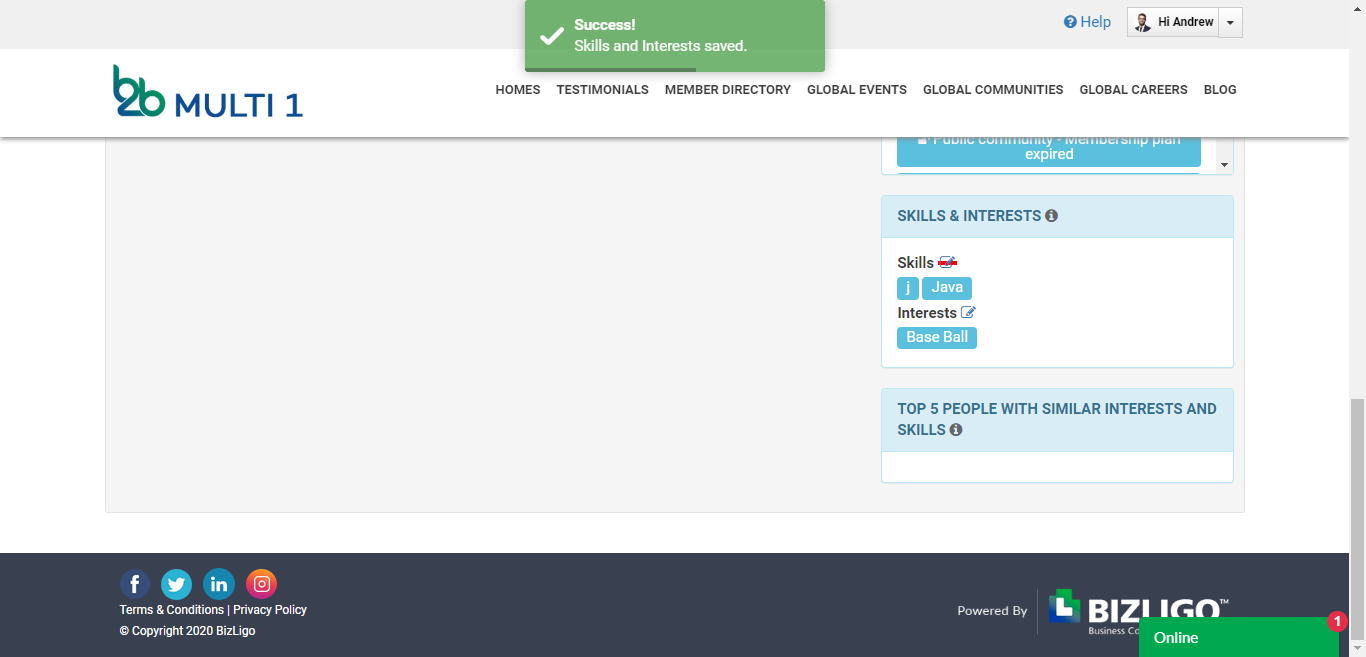 Success!
Skills and Interests saved.
Help
Hi Andrew
b2b MULTI 1
HOMES TESTIMONIALS MEMBER DIRECTORY GLOBAL EVENTS GLOBAL COMMUNITIES GLOBAL CAREERS BLOG
Public community - Membership plan
expired
SKILLS & INTERESTS
Skills
j Java
Interests
Base Ball
TOP 5 PEOPLE WITH SIMILAR INTERESTS AND
SKILLS
Terms & Conditions | Privacy Policy
© Copyright 2020 BizLigo
Powered By
BIZLIGO™
Business Co
Online
1